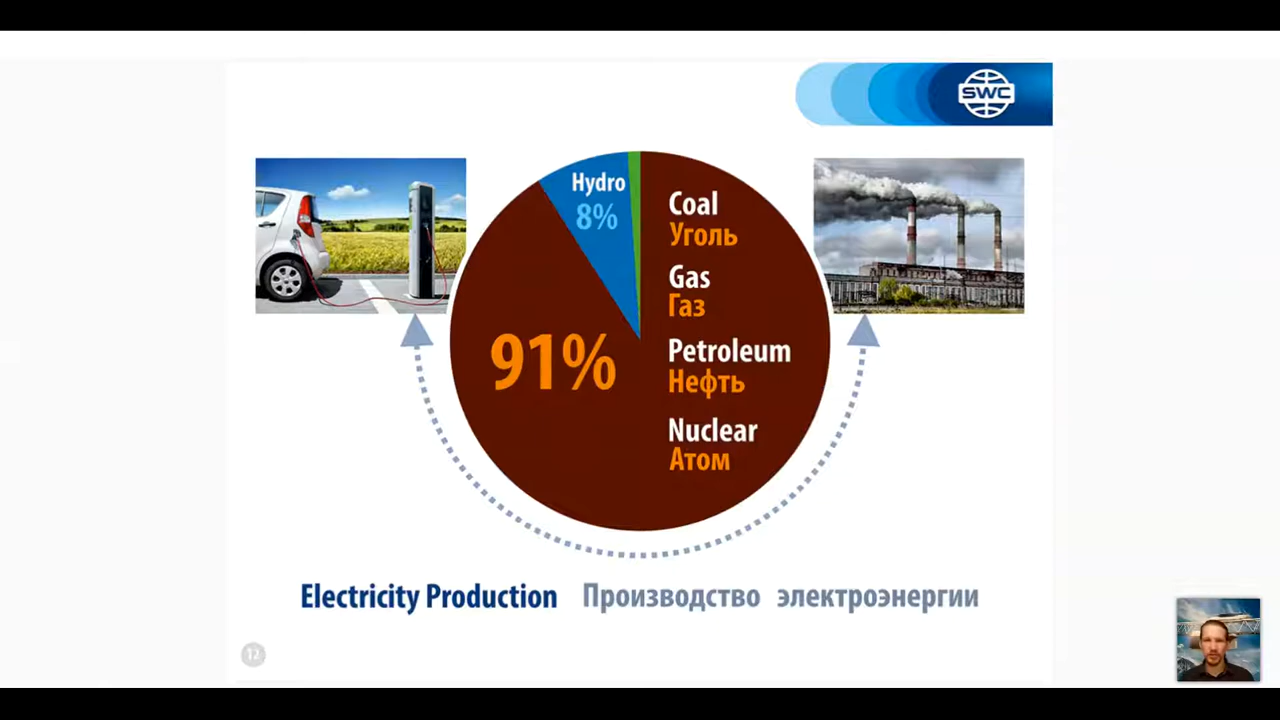 SWC
Hydro
8%
91%
Coal
Уголь
Gas
Газ
Petroleum
Нефть
Nuclear
Атом
Electricity Production Производство электроэнергии
12